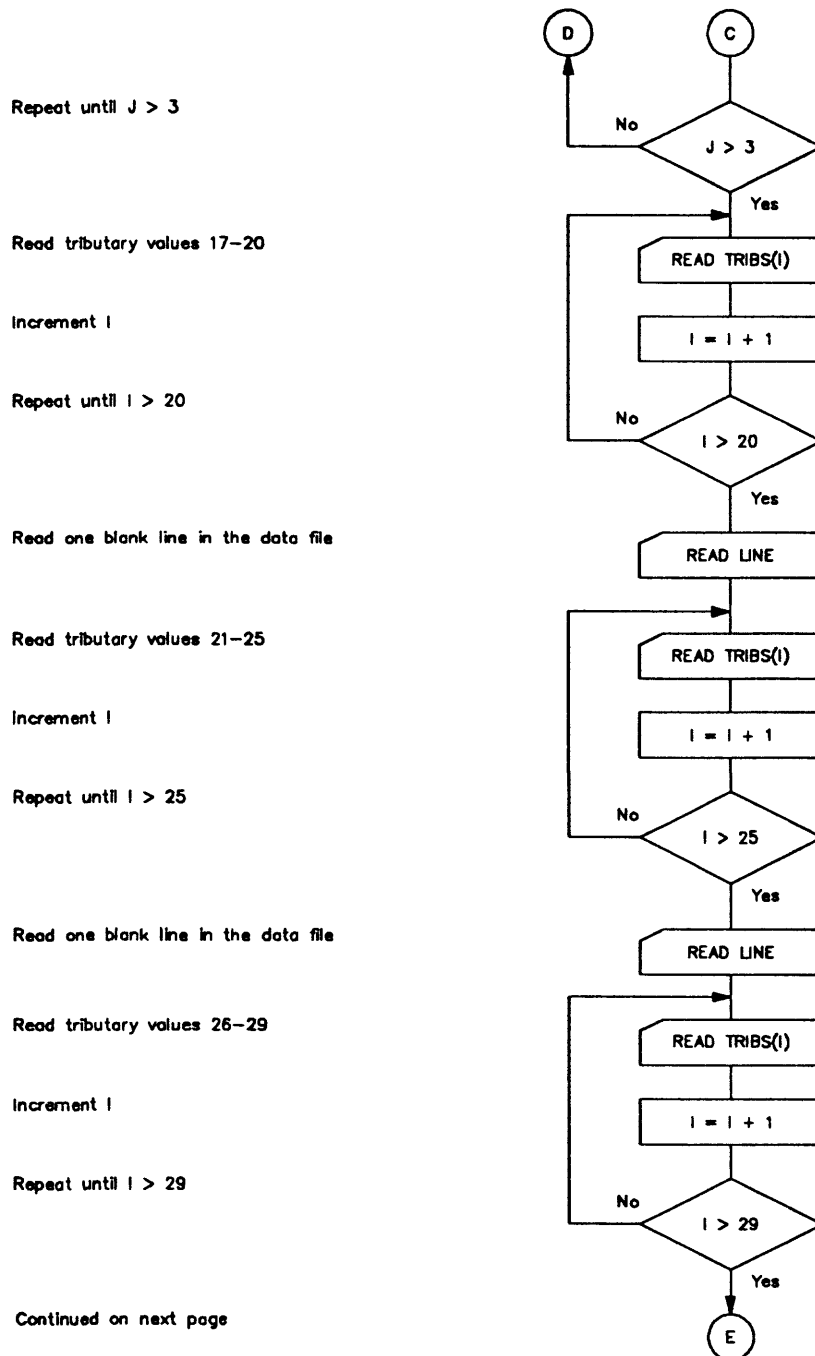 D
C
Repeat until J > 3
No
J > 3
Yes
Read tributary values 17-20
READ TRIBS(I)
Increment I
I = I + 1
Repeat until I > 20
No
I > 20
Yes
Read one blank line in the data file
READ LINE
Read tributary values 21-25
READ TRIBS(I)
Increment I
I = I + 1
Repeat until I > 25
No
I > 25
Yes
Read one blank line in the data file
READ LINE
Read tributary values 26-29
READ TRIBS(I)
Increment I
I = I + 1
Repeat until I > 29
No
I > 29
Yes
Continued on next page
E